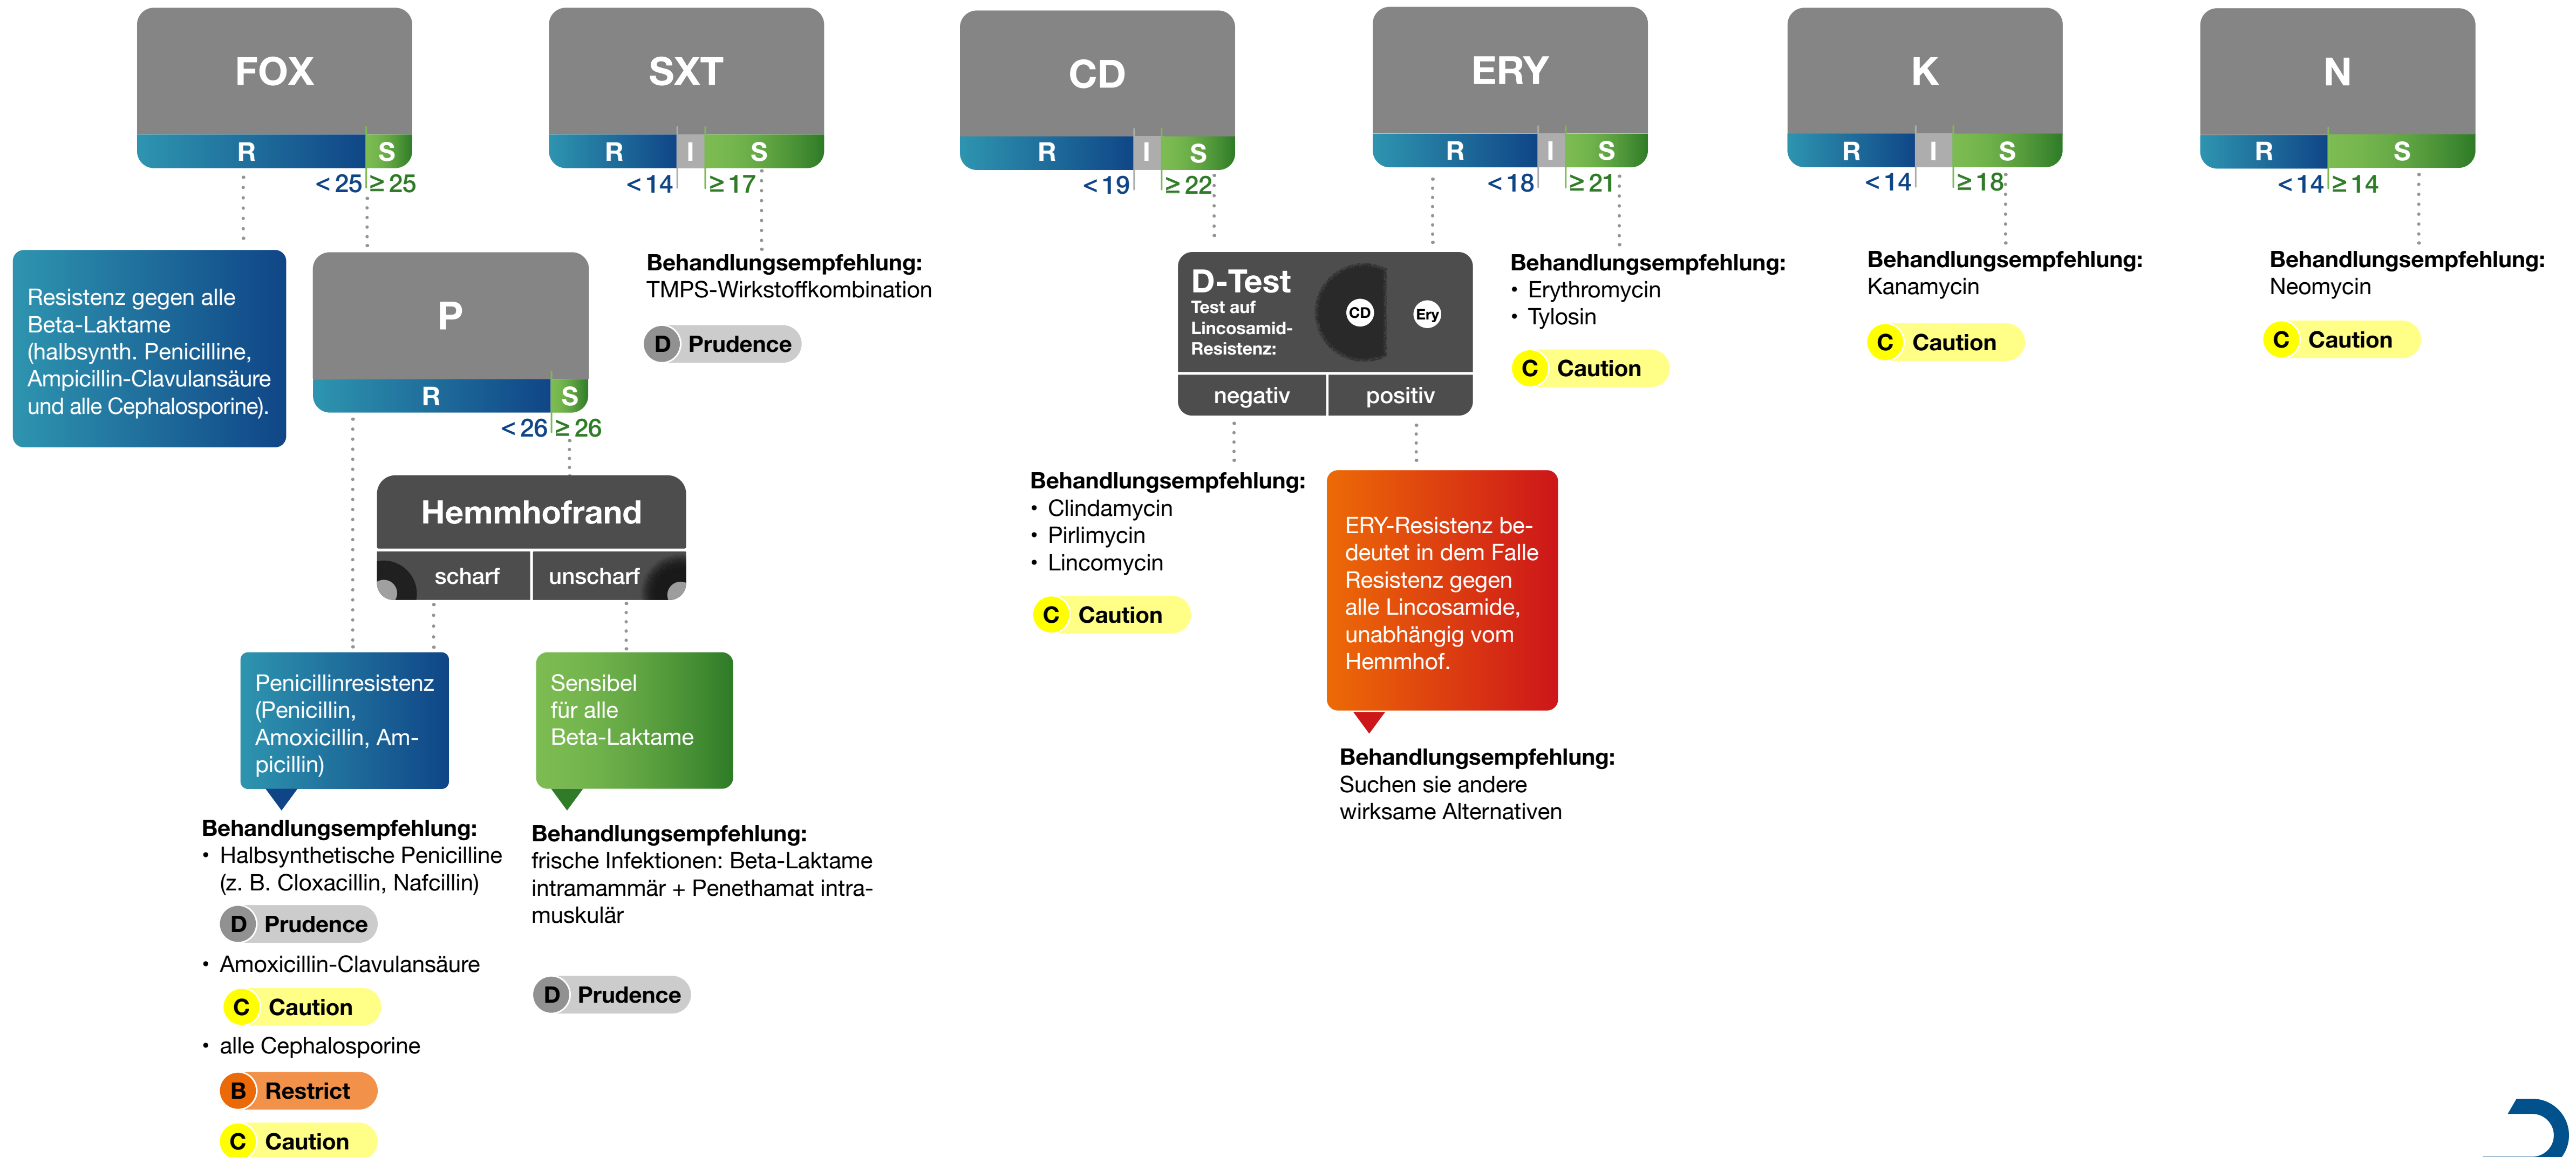 FOX
R
S
< 25
≥ 25
SXT
R
I
S
< 14
≥ 17
CD
R
I
S
< 19
≥ 22
ERY
R
I
S
< 18
≥ 21
K
R
I
S
< 14
≥ 18
N
R
S
< 14
≥ 14
Resistenz gegen alle
Beta-Laktame
(halbsynth. Penicilline,
Ampicillin-Clavulansäure
und alle Cephalosporine).
P
R
S
< 26
≥ 26
Hemmhofrand
scharf
unscharf
Penicillinresistenz
(Penicillin,
Amoxicillin, Am-
picillin)
Behandlungsempfehlung:
• Halbsynthetische Penicilline
(z. B. Cloxacillin, Nafcillin)
D Prudence
• Amoxicillin-Clavulansäure
C Caution
• alle Cephalosporine
B Restrict
C Caution
Sensibel
für alle
Beta-Laktame
Behandlungsempfehlung:
frische Infektionen: Beta-Laktame
intramammär + Penethamat intra-
muskulär
D Prudence
Behandlungsempfehlung:
TMPS-Wirkstoffkombination
D Prudence
D-Test
Test auf
Lincosamid-
Resistenz:
CD
Ery
negativ
positiv
Behandlungsempfehlung:
• Clindamycin
• Pirlimycin
• Lincomycin
C Caution
ERY-Resistenz be-
deutet in dem Falle
Resistenz gegen
alle Lincosamide,
unabhängig vom
Hemmhof.
Behandlungsempfehlung:
Suchen sie andere
wirksame Alternativen
Behandlungsempfehlung:
• Erythromycin
• Tylosin
C Caution
Behandlungsempfehlung:
Kanamycin
C Caution
Behandlungsempfehlung:
Neomycin
C Caution